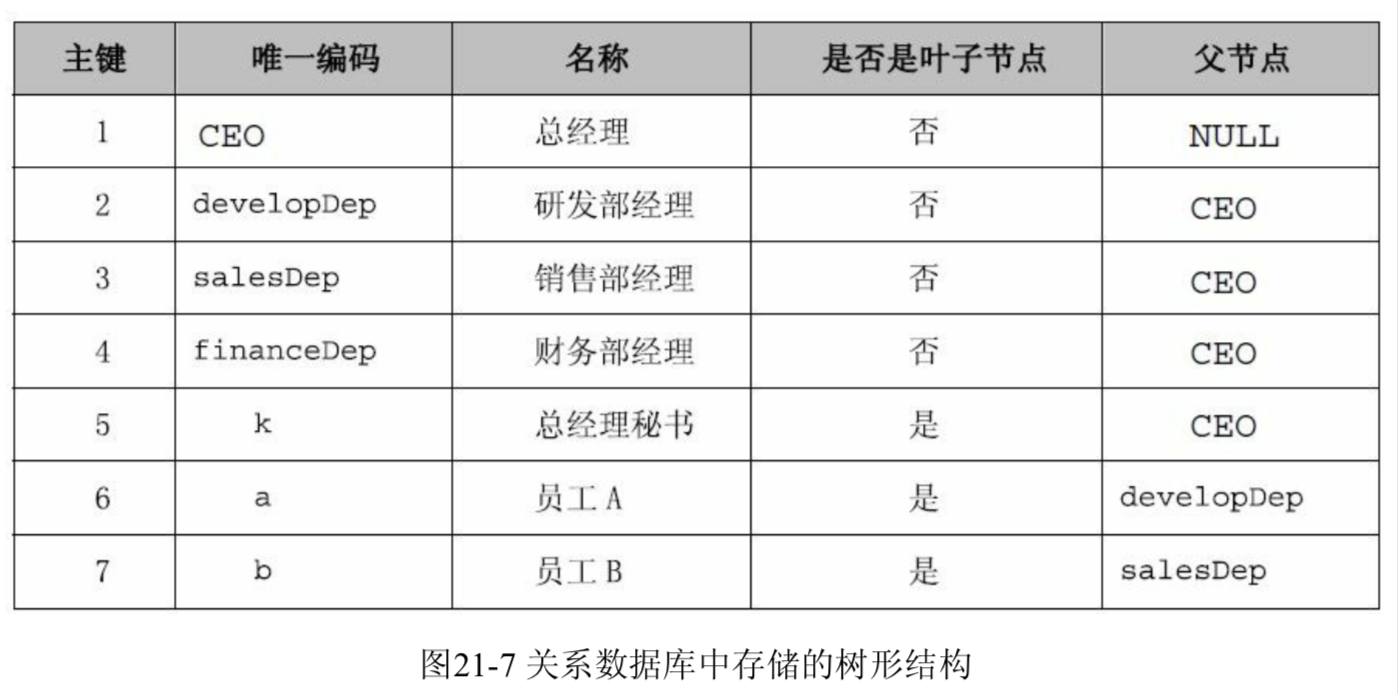 主键 唯一编码 名称 是否是叶子节点 父节点
1 CEO 总经理 否 NULL
2 developDep 研发部经理 否 CEO
3 salesDep 销售部经理 否 CEO
4 financeDep 财务部经理 否 CEO
5 k 总经理秘书 是 CEO
6 a 员工A 是 developDep
7 b 员工B 是 salesDep
图21-7 关系数据库中存储的树形结构